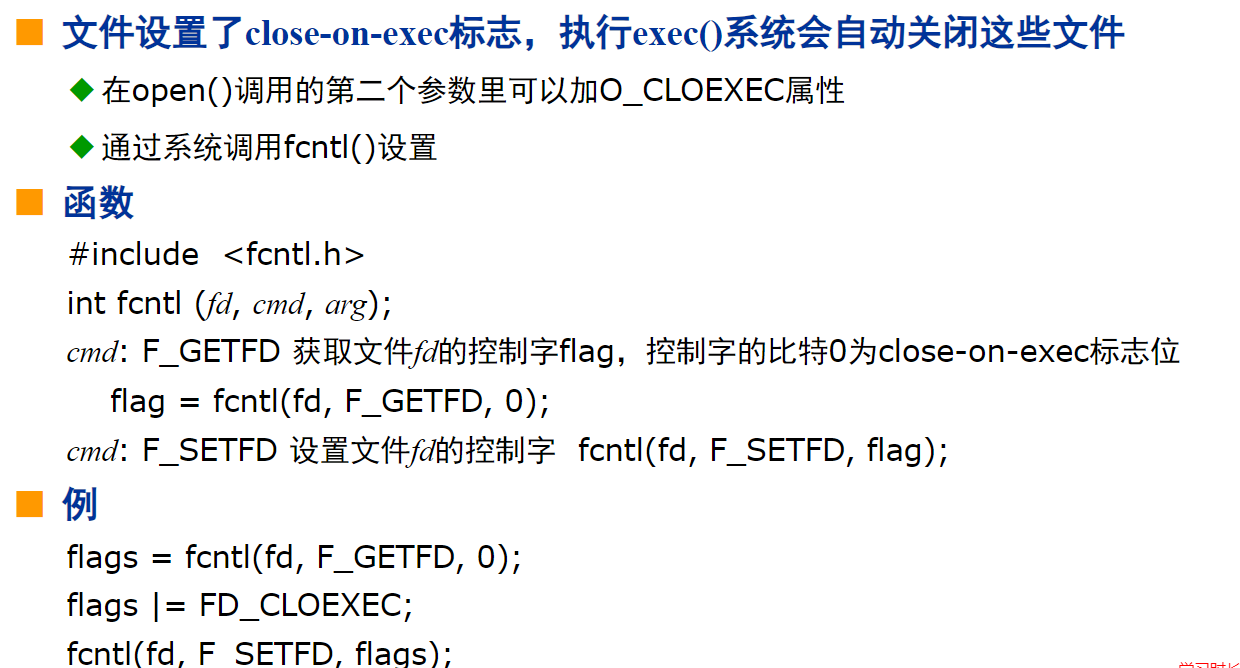 文件设置了close-on-exec标志，执行exec()系统会自动关闭这些文件
在open()调用的第二个参数里可以加O_CLOEXEC属性
通过系统调用fcntl()设置
函数
#include <fcntl.h>
int fcntl (fd, cmd, arg);
cmd: F_GETFD 获取文件fd的控制字flag，控制字的比特0为close-on-exec标志位
flag = fcntl(fd, F_GETFD, 0);
cmd: F_SETFD 设置文件fd的控制字 fcntl(fd, F_SETFD, flag);
例
flags = fcntl(fd, F_GETFD, 0);
flags |= FD_CLOEXEC;
fcntl(fd, F_SETFD, flags);